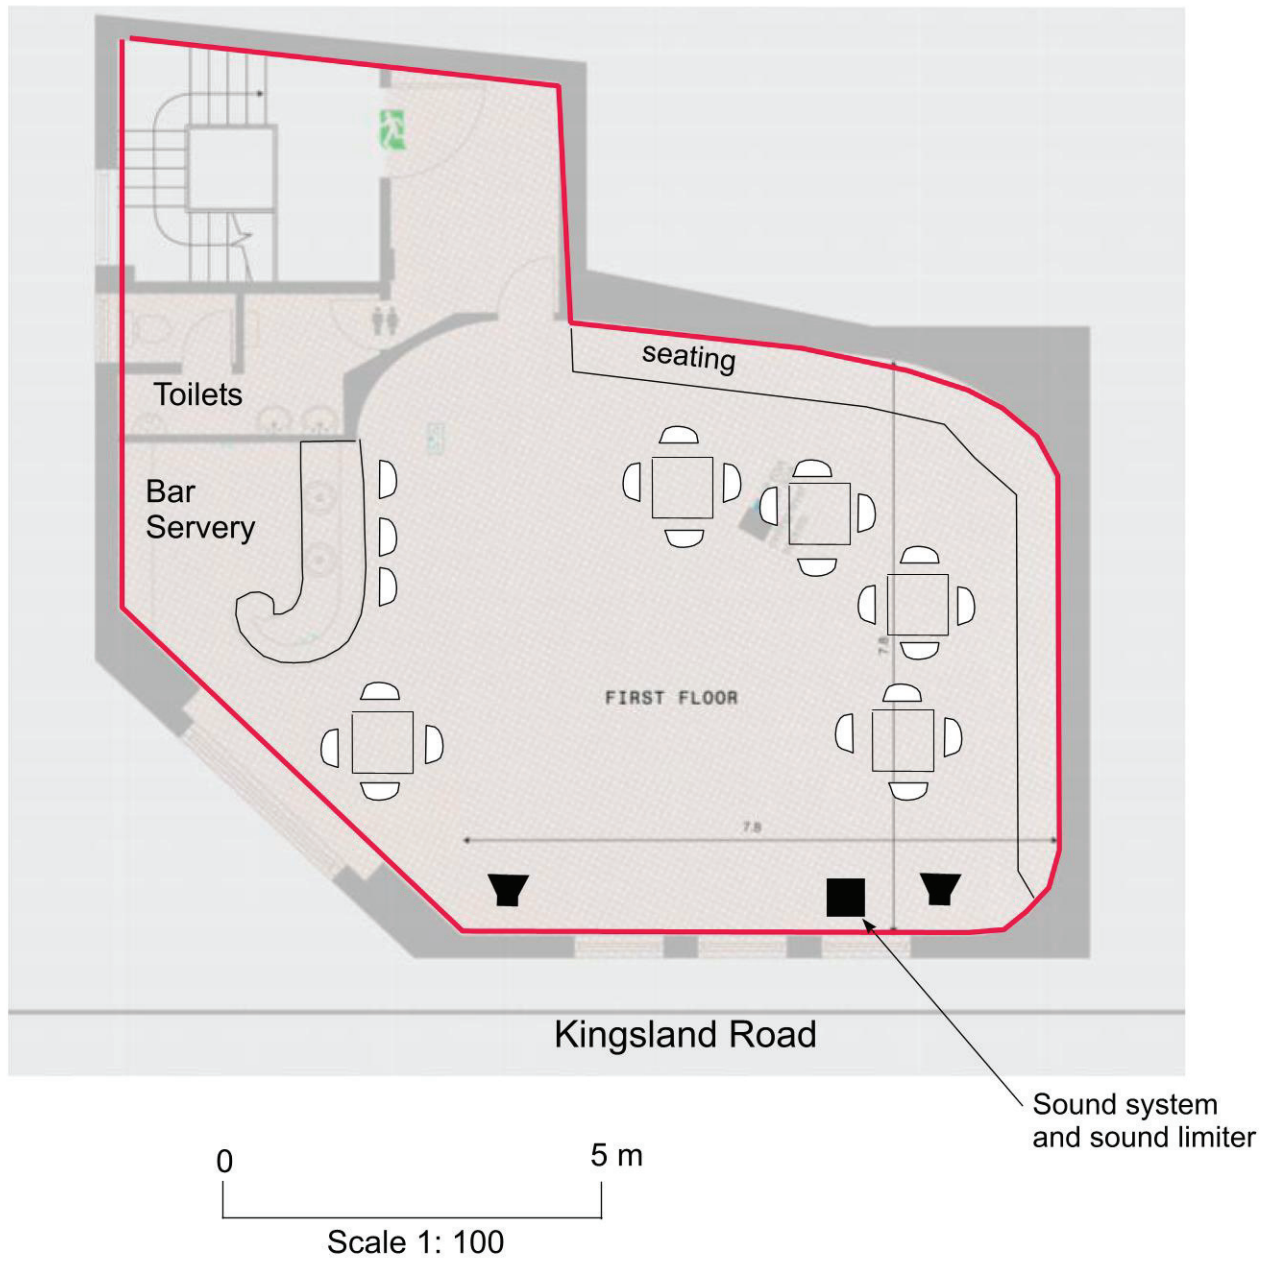 seating
Toilets
Bar
Servery
7.8
FIRST FLOOR
7.8
Kingsland Road
Sound system
and sound limiter
0
5 m
Scale 1: 100